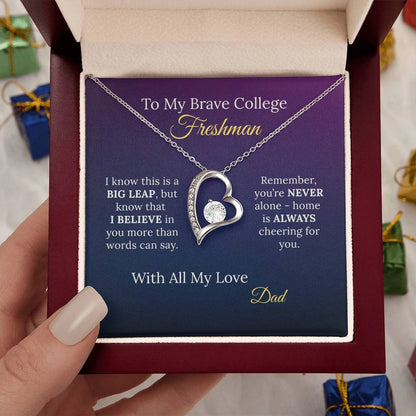 To My Brave College
Freshman
I know this is a
BIG LEAP, but
know that
I BELIEVE in
you more than
words can say.
Remember,
you're NEVER
alone - home
is ALWAYS
cheering for
you.
With All My Love
Dad